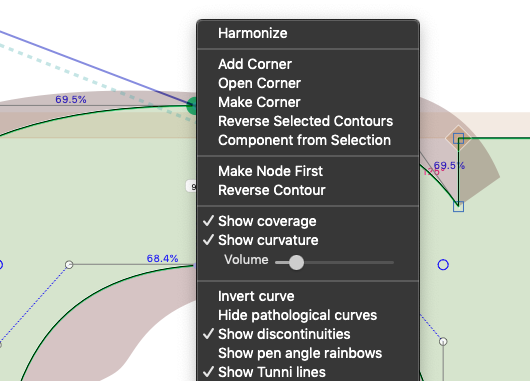 Harmonize
69.5%
Add Corner
Open Corner
Make Corner
Reverse Selected Contours
Component from Selection
69.5%
Make Node First
Reverse Contour
✓ Show coverage
✓ Show curvature
Volume
68.4%
Invert curve
Hide pathological curves
✓ Show discontinuities
Show pen angle rainbows
✓ Show Tunni lines